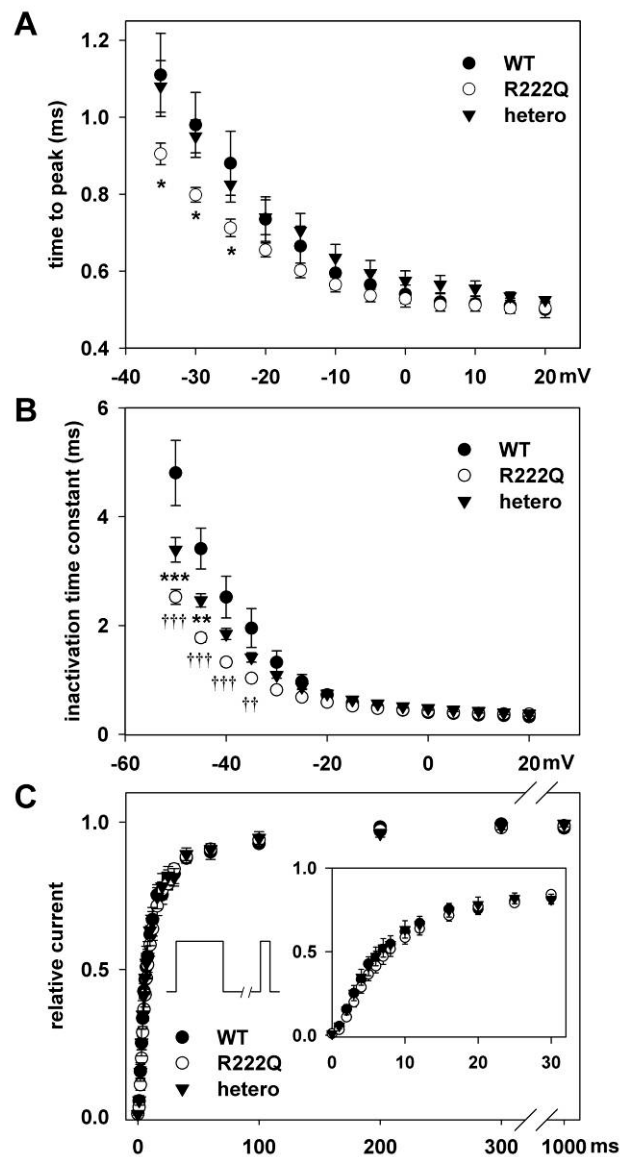 A
1.2
1.0
0.8
0.6
0.4
time to peak (ms)
WT
R222Q
hetero
*
*
*
-40 -30 -20 -10 0 10 20 mV
B
6
4
2
0
inactivation time constant (ms)
WT
R222Q
hetero
***
†††
**
†††
†††
††
-60 -40 -20 0 20 mV
C
1.0
0.5
0.0
relative current
WT
R222Q
hetero
1.0
0.5
0.0
0 10 20 30
0 100 200 300 1000 ms